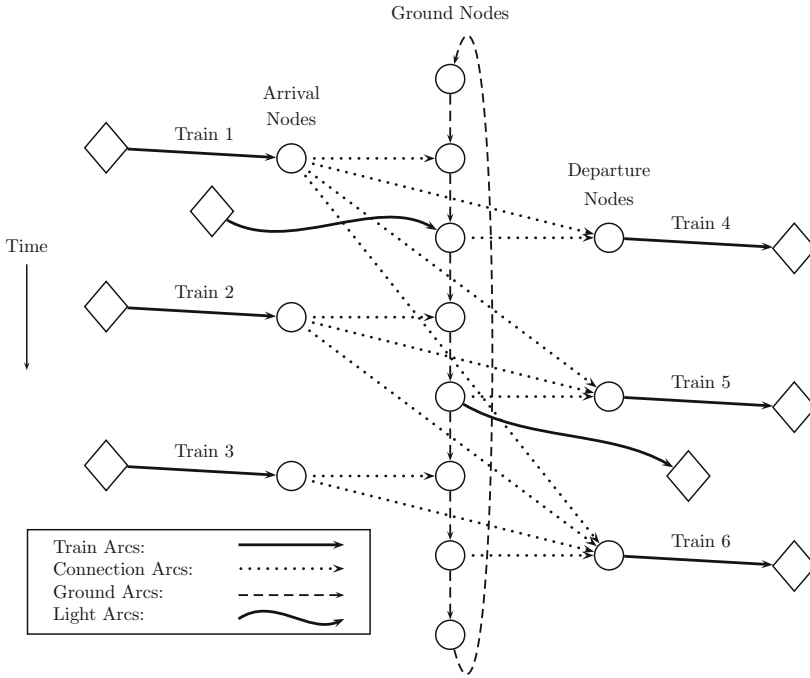 Ground Nodes
Arrival
Nodes
Train 1
Departure
Nodes
Train 4
Time
Train 2
Train 5
Train 3
Train 6
Train Arcs:
Connection Arcs:
Ground Arcs:
Light Arcs: